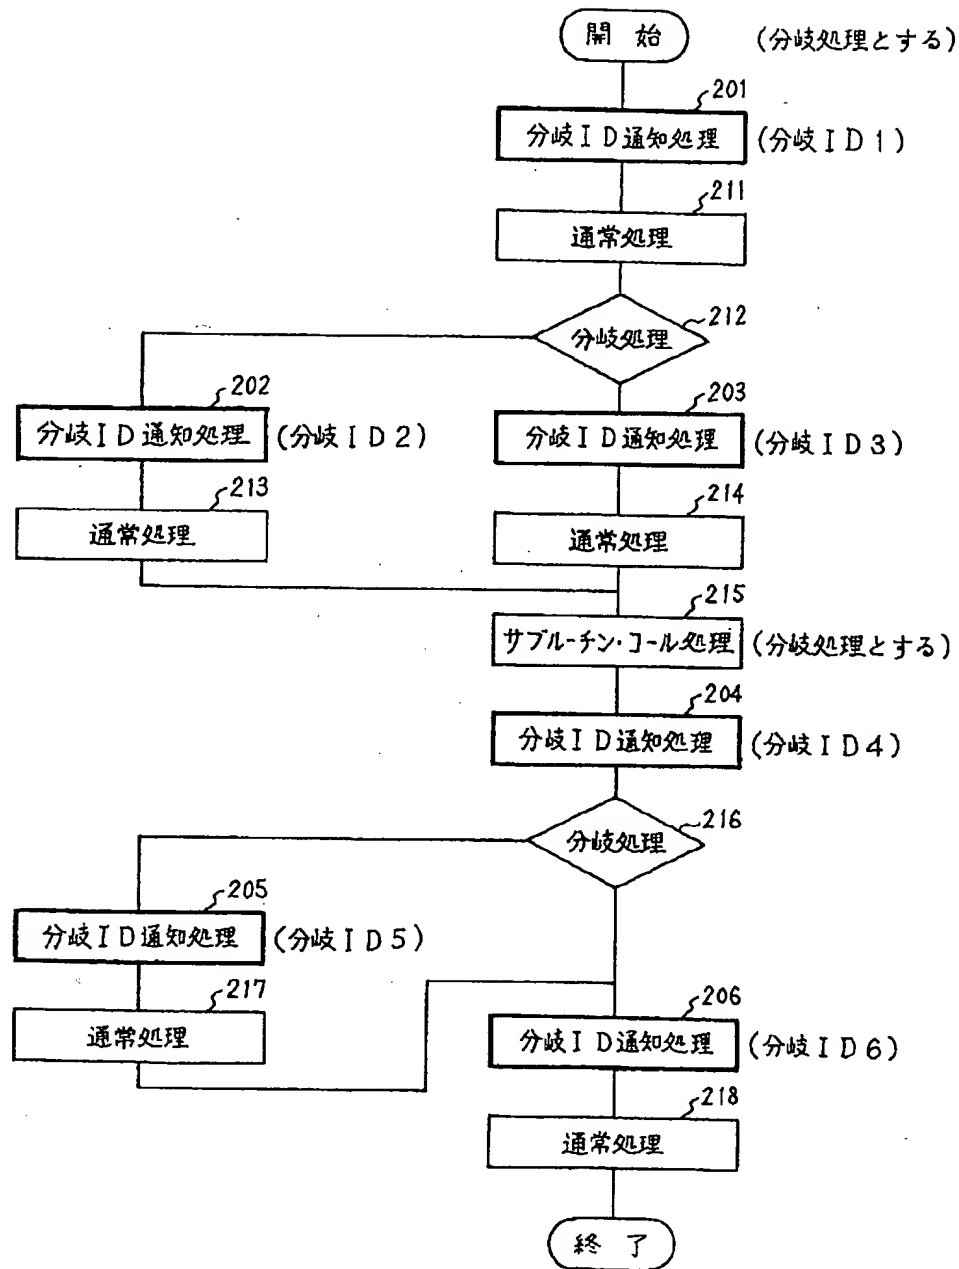 開 始
(分岐処理とする)
201
分岐ID通知処理
(分岐ID1)
211
通常処理
212
分岐処理
202
分岐ID通知処理
(分岐ID2)
203
分岐ID通知処理
(分岐ID3)
213
通常処理
214
通常処理
215
サブルーチン・コール処理
(分岐処理とする)
204
分岐ID通知処理
(分岐ID4)
216
分岐処理
205
分岐ID通知処理
(分岐ID5)
217
通常処理
206
分岐ID通知処理
(分岐ID6)
218
通常処理
終 了